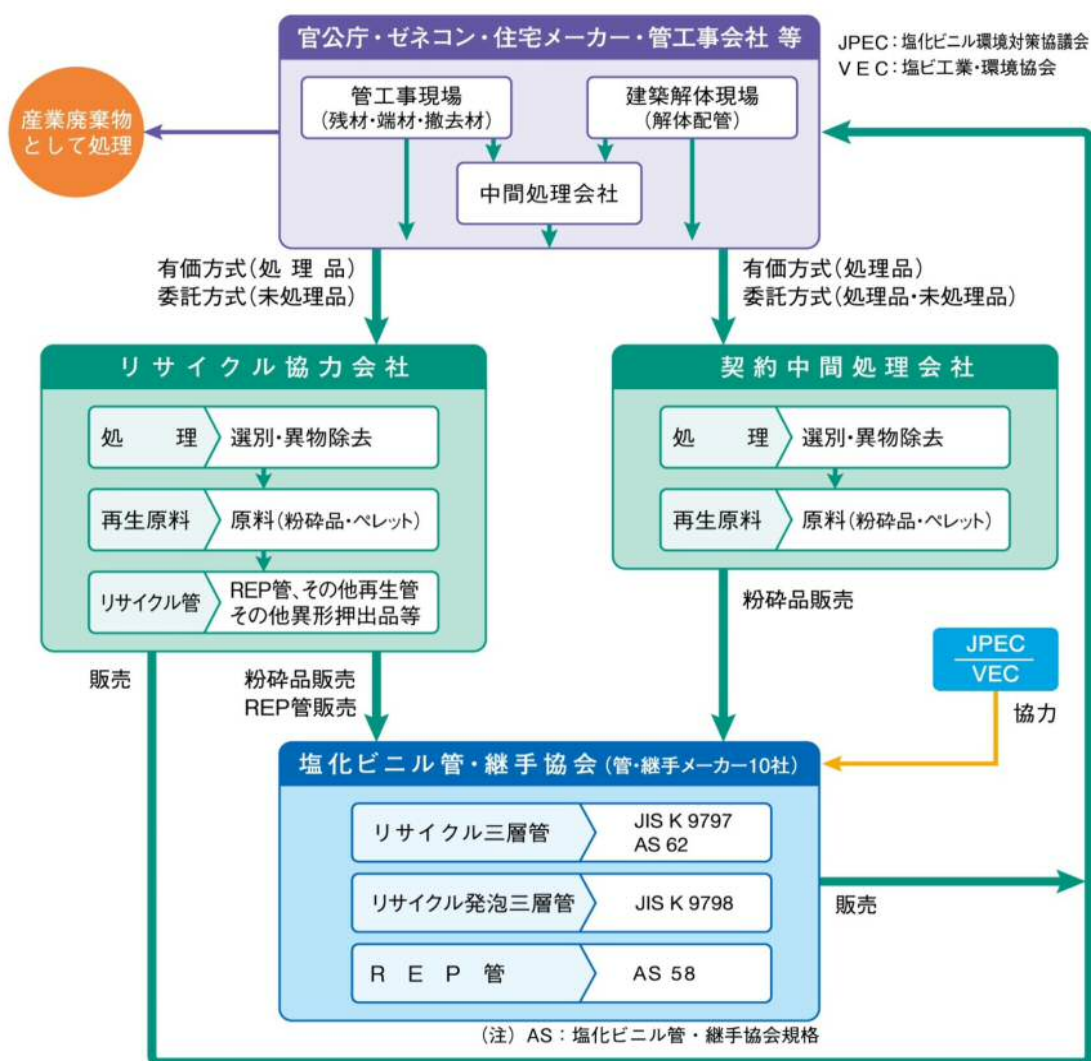 官公庁・ゼネコン・住宅メーカー・管工事会社 等
JPEC：塩化ビニル環境対策協議会
VEC：塩ビ工業・環境協会
産業廃棄物
として処理
管工事現場
(残材・端材・撤去材)
建築解体現場
(解体配管)
中間処理会社
有価方式(処理品)
委託方式(未処理品)
有価方式(処理品)
委託方式(処理品・未処理品)
リサイクル協力会社
処理
選別・異物除去
再生原料
原料(粉砕品・ペレット)
リサイクル管
REP管、その他再生管
その他異形押出品等
契約中間処理会社
処理
選別・異物除去
再生原料
原料(粉砕品・ペレット)
販売
粉砕品販売
REP管販売
粉砕品販売
JPEC
VEC
協力
塩化ビニル管・継手協会(管・継手メーカー10社)
リサイクル三層管
JIS K 9797
AS 62
リサイクル発泡三層管
JIS K 9798
REP管
AS 58
販売
(注) AS：塩化ビニル管・継手協会規格